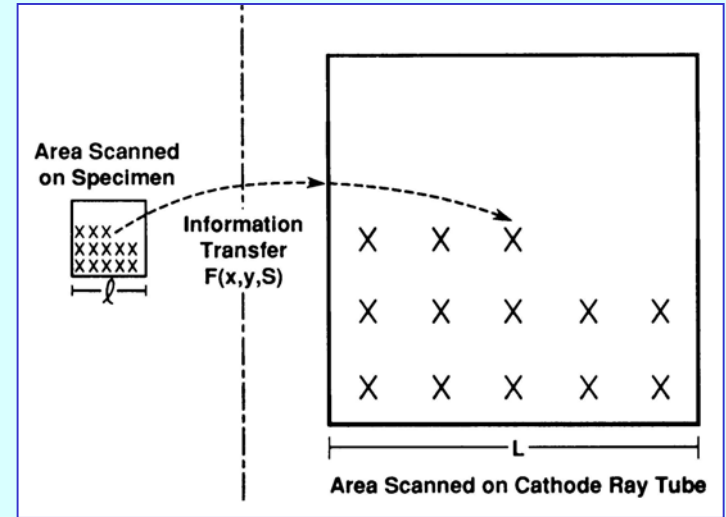 Area Scanned
on Specimen
XXX
XXXXX
XXXXX
ℓ
Information
Transfer
F(x,y,S)
X X X
X X X X X
X X X X X
L
Area Scanned on Cathode Ray Tube